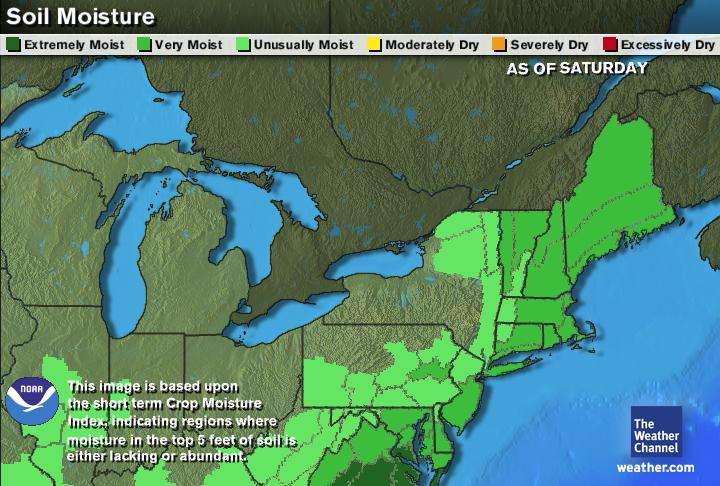 Soil Moisture
Extremely Moist Very Moist Unusually Moist Moderately Dry Severely Dry Excessively Dry
AS OF SATURDAY
NOAA
This image is based upon
the short term Crop Moisture
Index, indicating regions where
moisture in the top 5 feet of soil is
either lacking or abundant.
The
Weather
Channel
weather.com